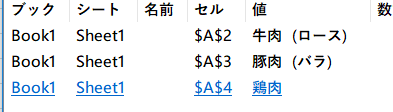 ブック シート 名前 セル 値 数
Book1 Sheet1 $A$2 牛肉（ロース）
Book1 Sheet1 $A$3 豚肉（バラ）
Book1 Sheet1 $A$4 鶏肉